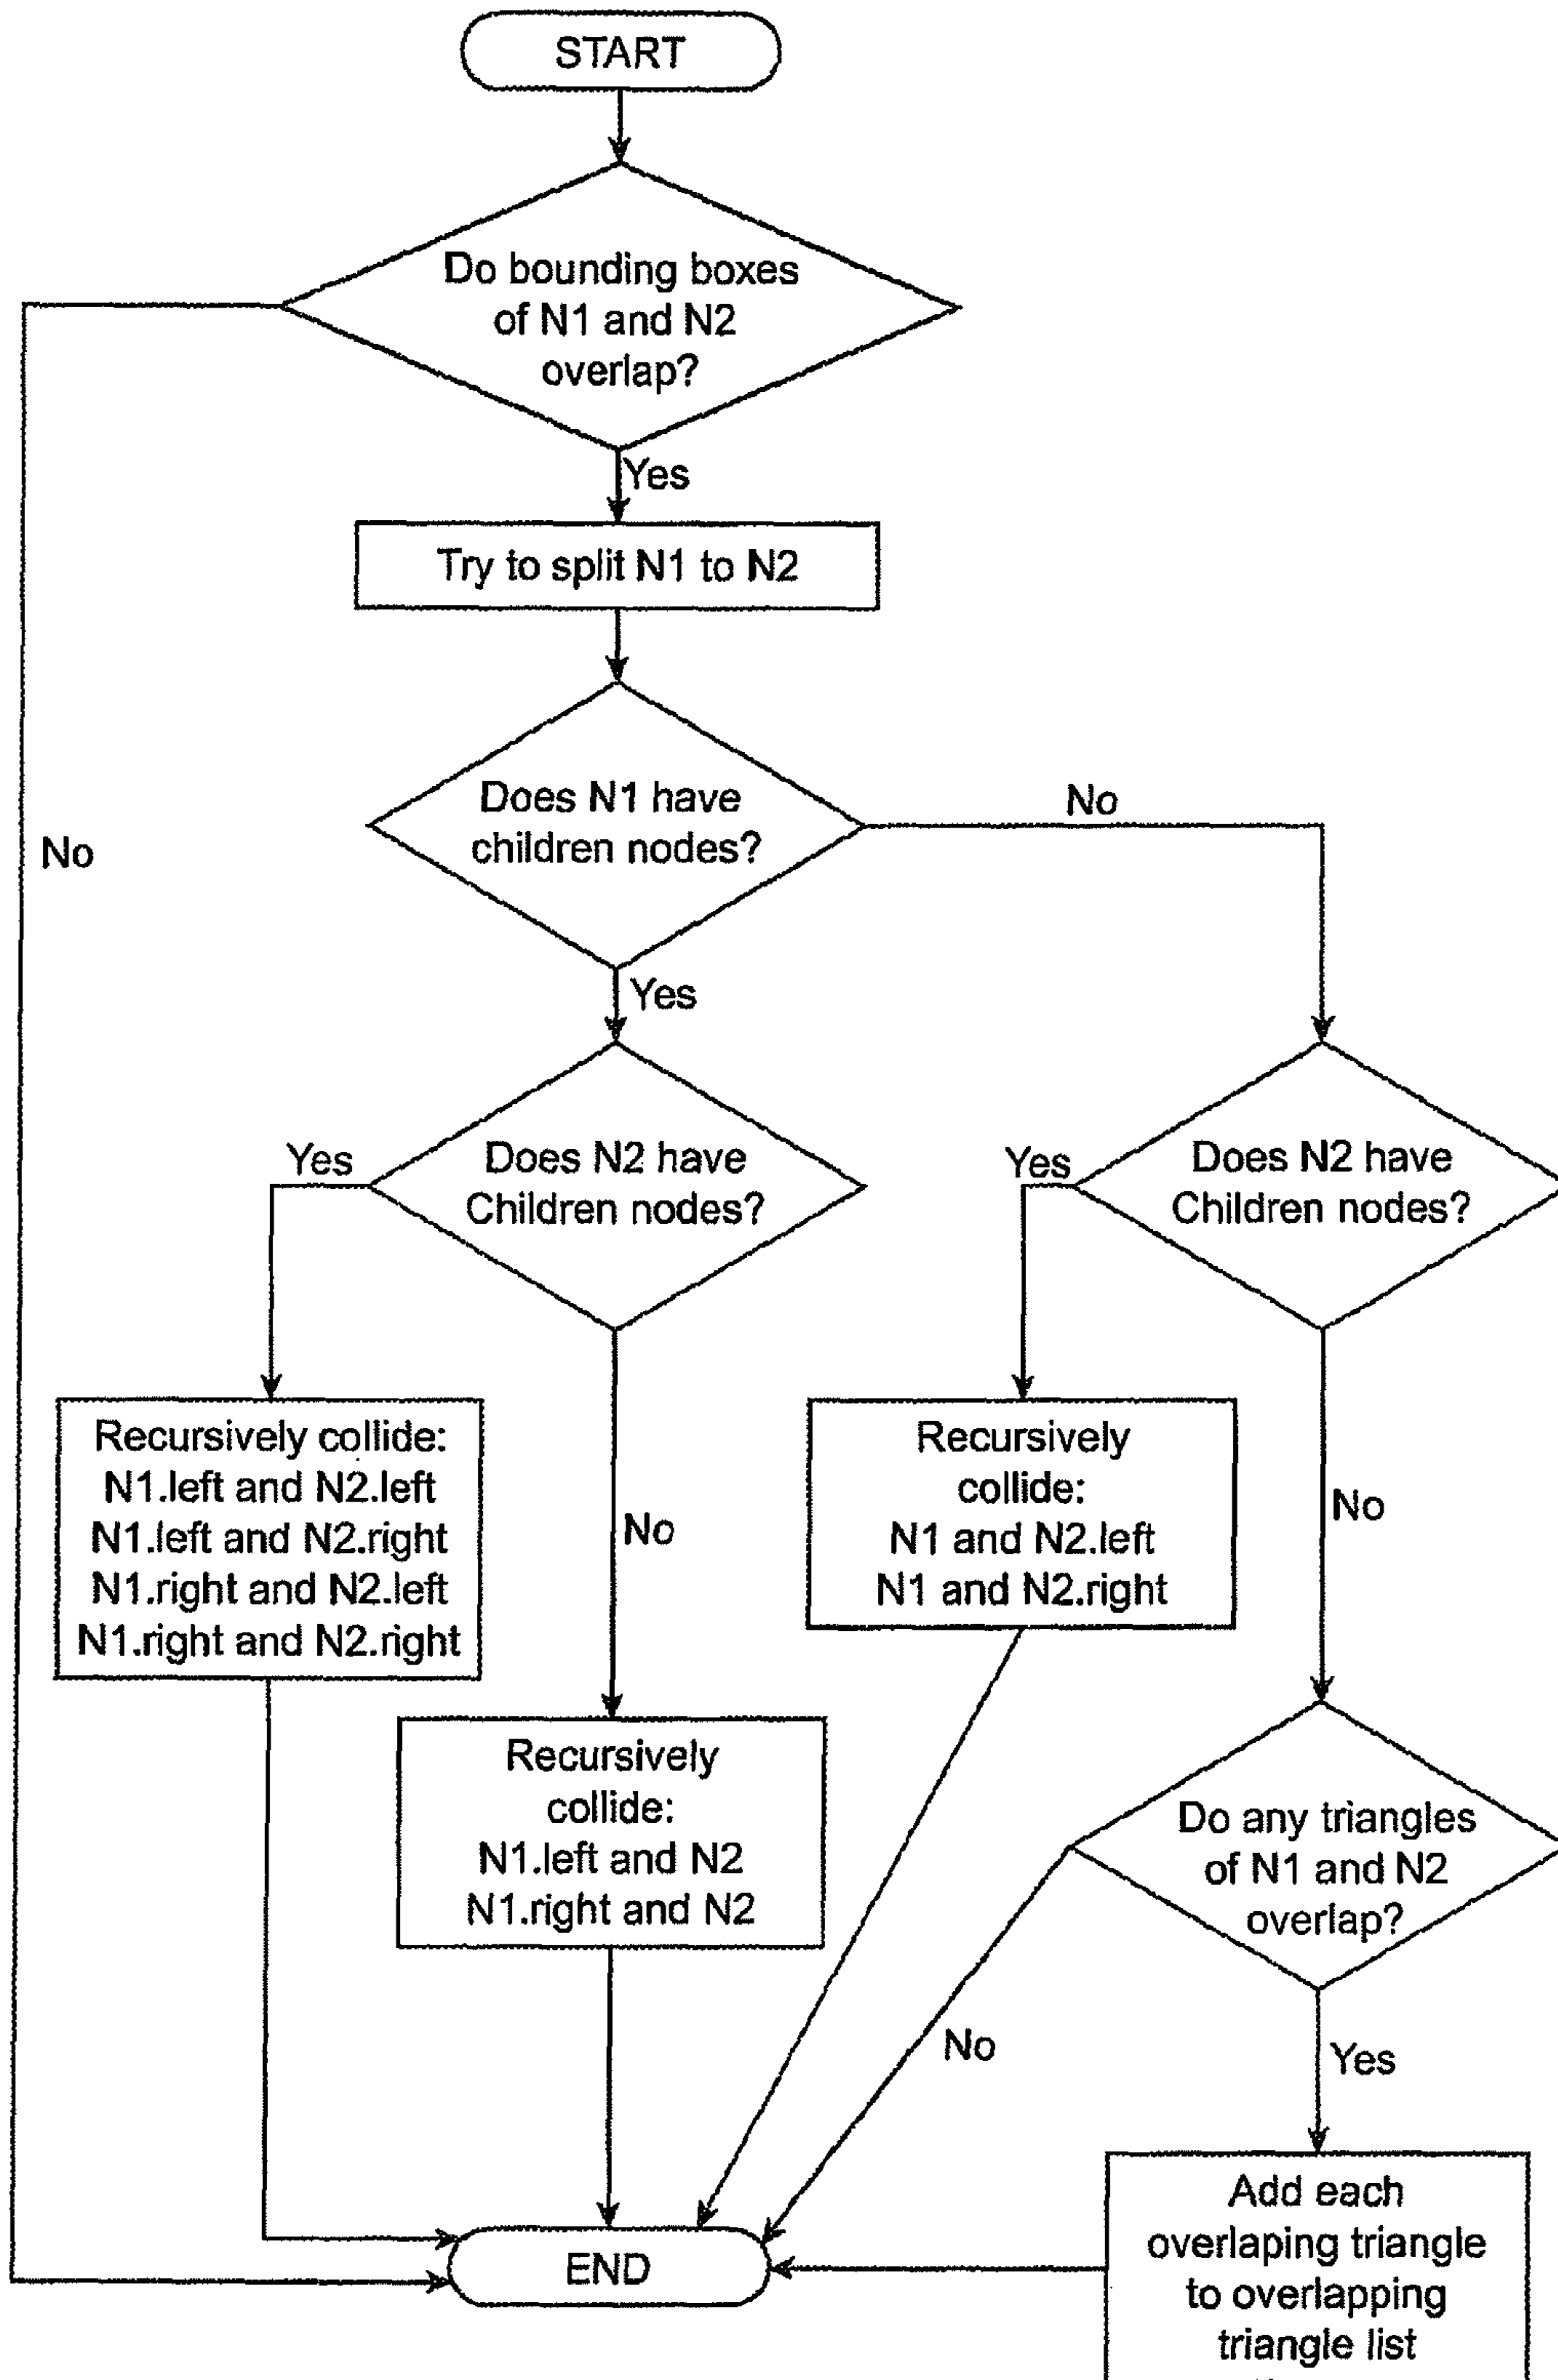 START
Do bounding boxes
of N1 and N2
overlap?
Yes
No
Try to split N1 to N2
Does N1 have
children nodes?
No
Yes
Does N2 have
Children nodes?
Yes
No
Does N2 have
Children nodes?
Yes
No
Recursively collide:
N1.left and N2.left
N1.left and N2.right
N1.right and N2.left
N1.right and N2.right
Recursively
collide:
N1.left and N2
N1.right and N2
Recursively
collide:
N1 and N2.left
N1 and N2.right
Do any triangles
of N1 and N2
overlap?
No
Yes
Add each
overlaping triangle
to overlapping
triangle list
END